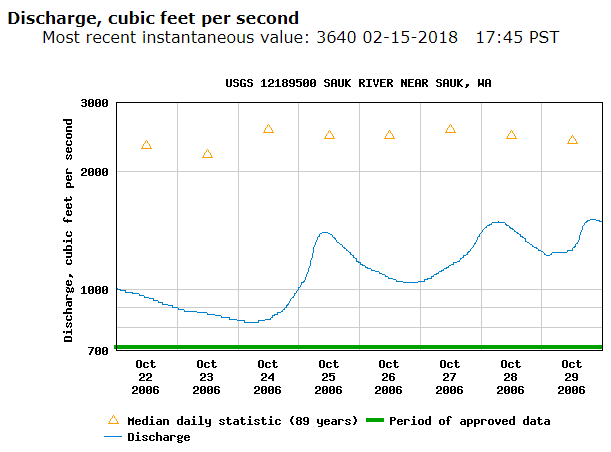 Discharge, cubic feet per second
Most recent instantaneous value: 3640 02-15-2018 17:45 PST
USGS 12189500 SAUK RIVER NEAR SAUK, WA
Discharge, cubic feet per second
3000
2000
1000
700
Oct Oct Oct Oct Oct Oct Oct Oct
22 23 24 25 26 27 28 29
2006 2006 2006 2006 2006 2006 2006 2006
Median daily statistic (89 years) Period of approved data
Discharge